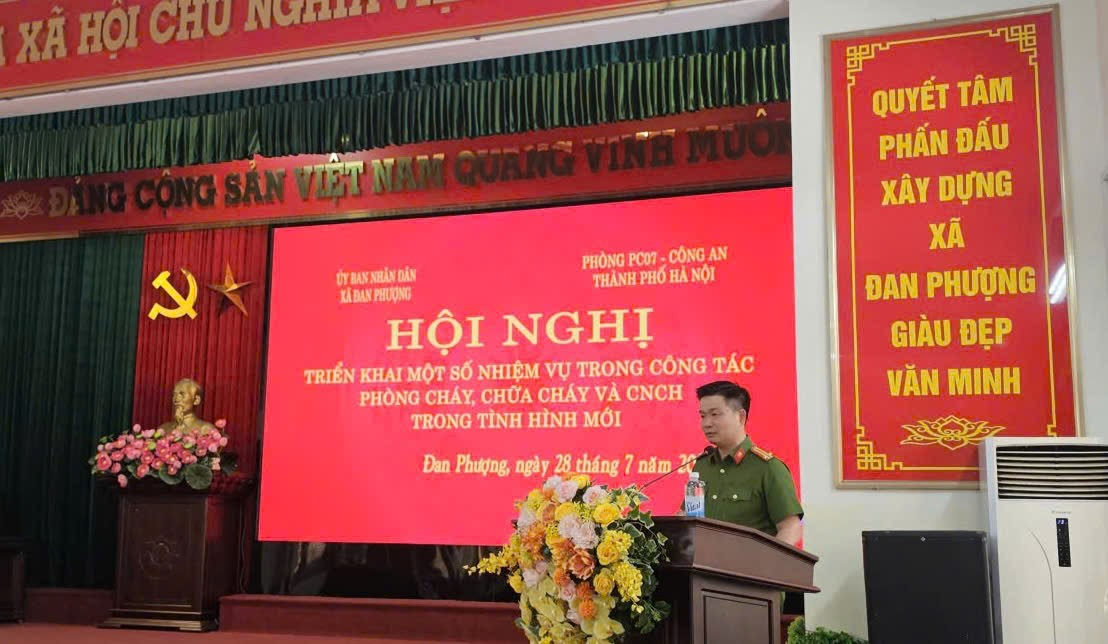 XÃ HỘI CHỦ NGHĨA
ĐẢNG CỘNG SẢN VIỆT NAM QUANG VINH MUÔN
ỦY BAN NHÂN DÂN
XÃ ĐAN PHƯỢNG
PHÒNG PC07 - CÔNG AN
THÀNH PHỐ HÀ NỘI
HỘI NGHỊ
TRIỂN KHAI MỘT SỐ NHIỆM VỤ TRONG CÔNG TÁC
PHÒNG CHÁY, CHỮA CHÁY VÀ CNCH
TRONG TÌNH HÌNH MỚI
Đan Phượng, ngày 28 tháng 7 năm
QUYẾT TÂM
PHẤN ĐẤU
XÂY DỰNG
XÃ
ĐAN PHƯỢNG
GIÀU ĐẸP
VĂN MINH
Vital